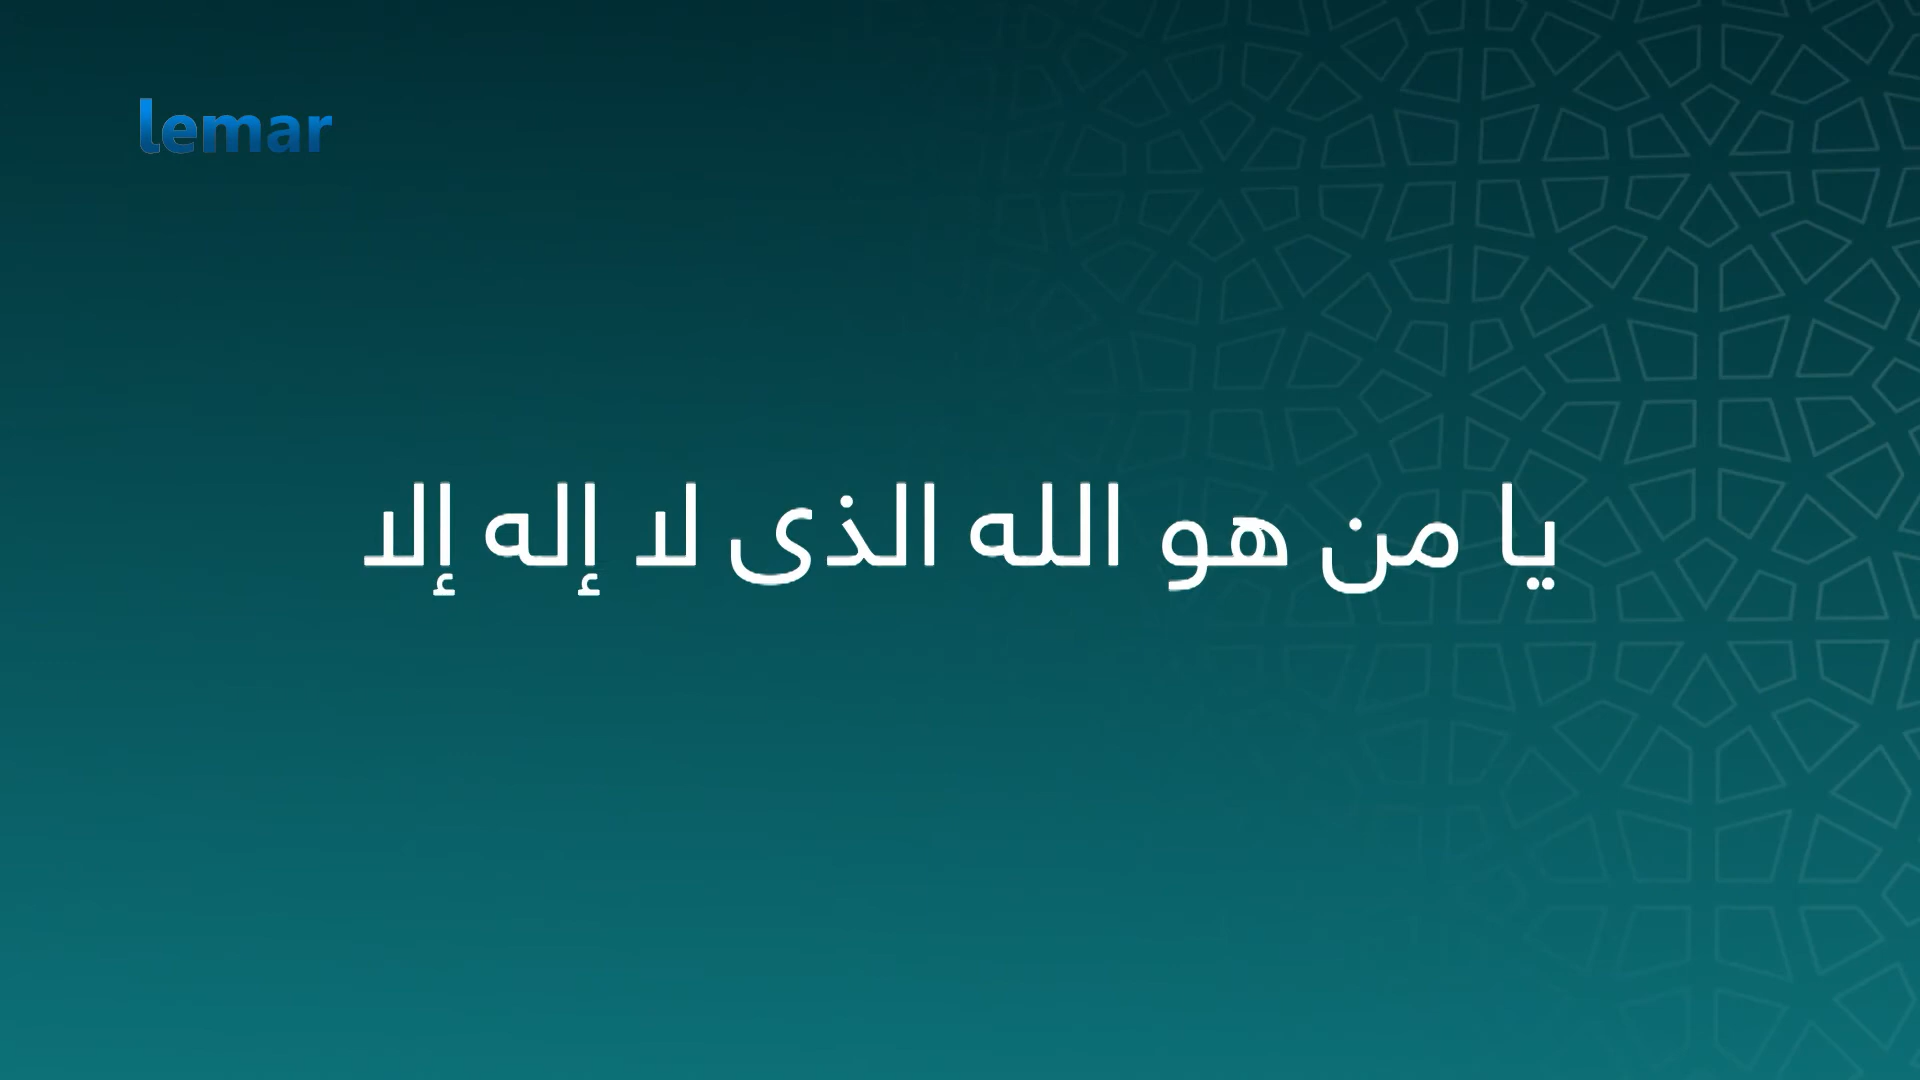 lemar
يا من هو الله الذى لا إله إلا